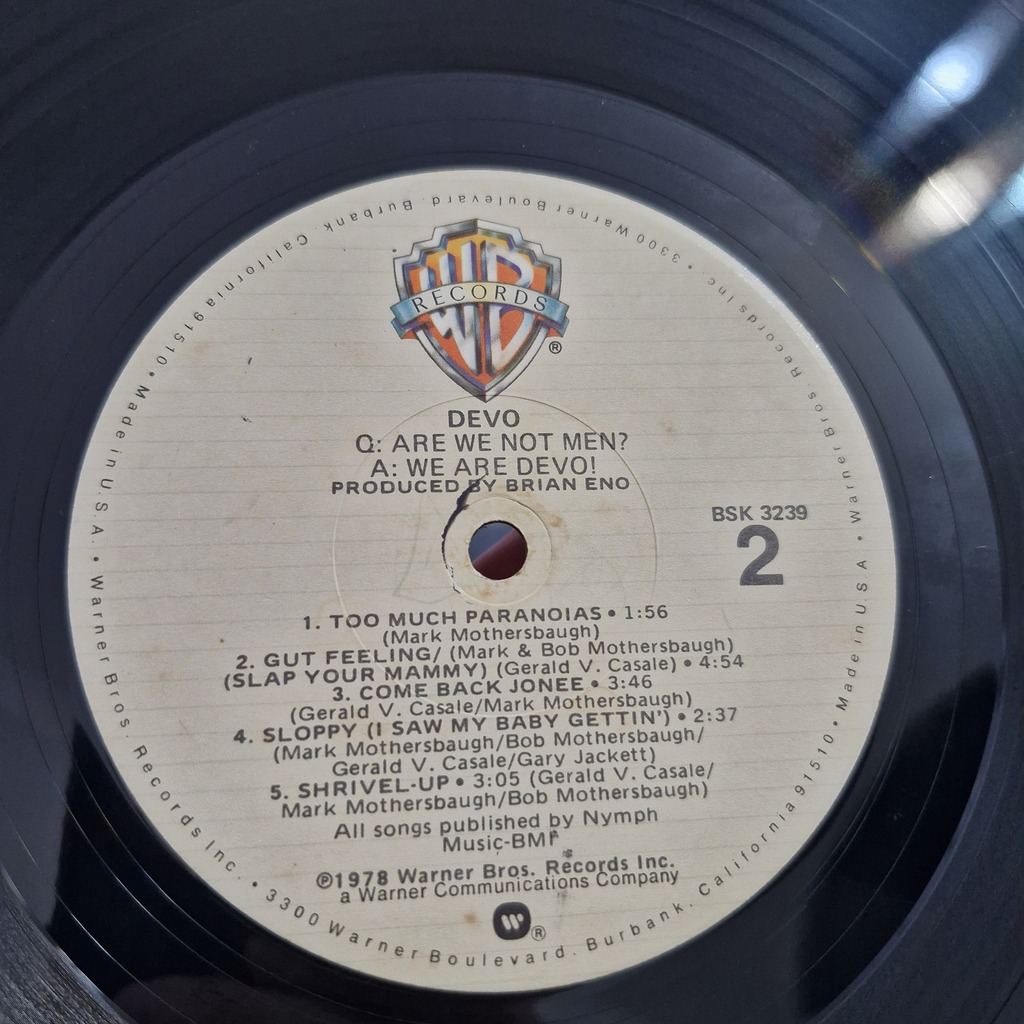 WB
RECORDS
®
DEVO
Q: ARE WE NOT MEN?
A: WE ARE DEVO!
PRODUCED BY BRIAN ENO
BSK 3239
2
1. TOO MUCH PARANOIAS • 1:56
(Mark Mothersbaugh)
2. GUT FEELING/ (Mark & Bob Mothersbaugh)
(SLAP YOUR MAMMY) (Gerald V. Casale) • 4:54
3. COME BACK JONEE • 3:46
(Gerald V. Casale/Mark Mothersbaugh)
4. SLOPPY (I SAW MY BABY GETTIN') • 2:37
(Mark Mothersbaugh/Bob Mothersbaugh/
Gerald V. Casale/Gary Jackett)
5. SHRIVEL-UP • 3:05 (Gerald V. Casale/
Mark Mothersbaugh/Bob Mothersbaugh)
All songs published by Nymph
Music-BMI
℗1978 Warner Bros. Records Inc.
a Warner Communications Company
W ®
Warner Bros. Records Inc. • 3300 Warner Boulevard. Burbank. California 91510 • Made in U.S.A. •
Warner Bros. Records Inc. • 3300 Warner Boulevard. Burbank. California 91510 • Made in U.S.A. •